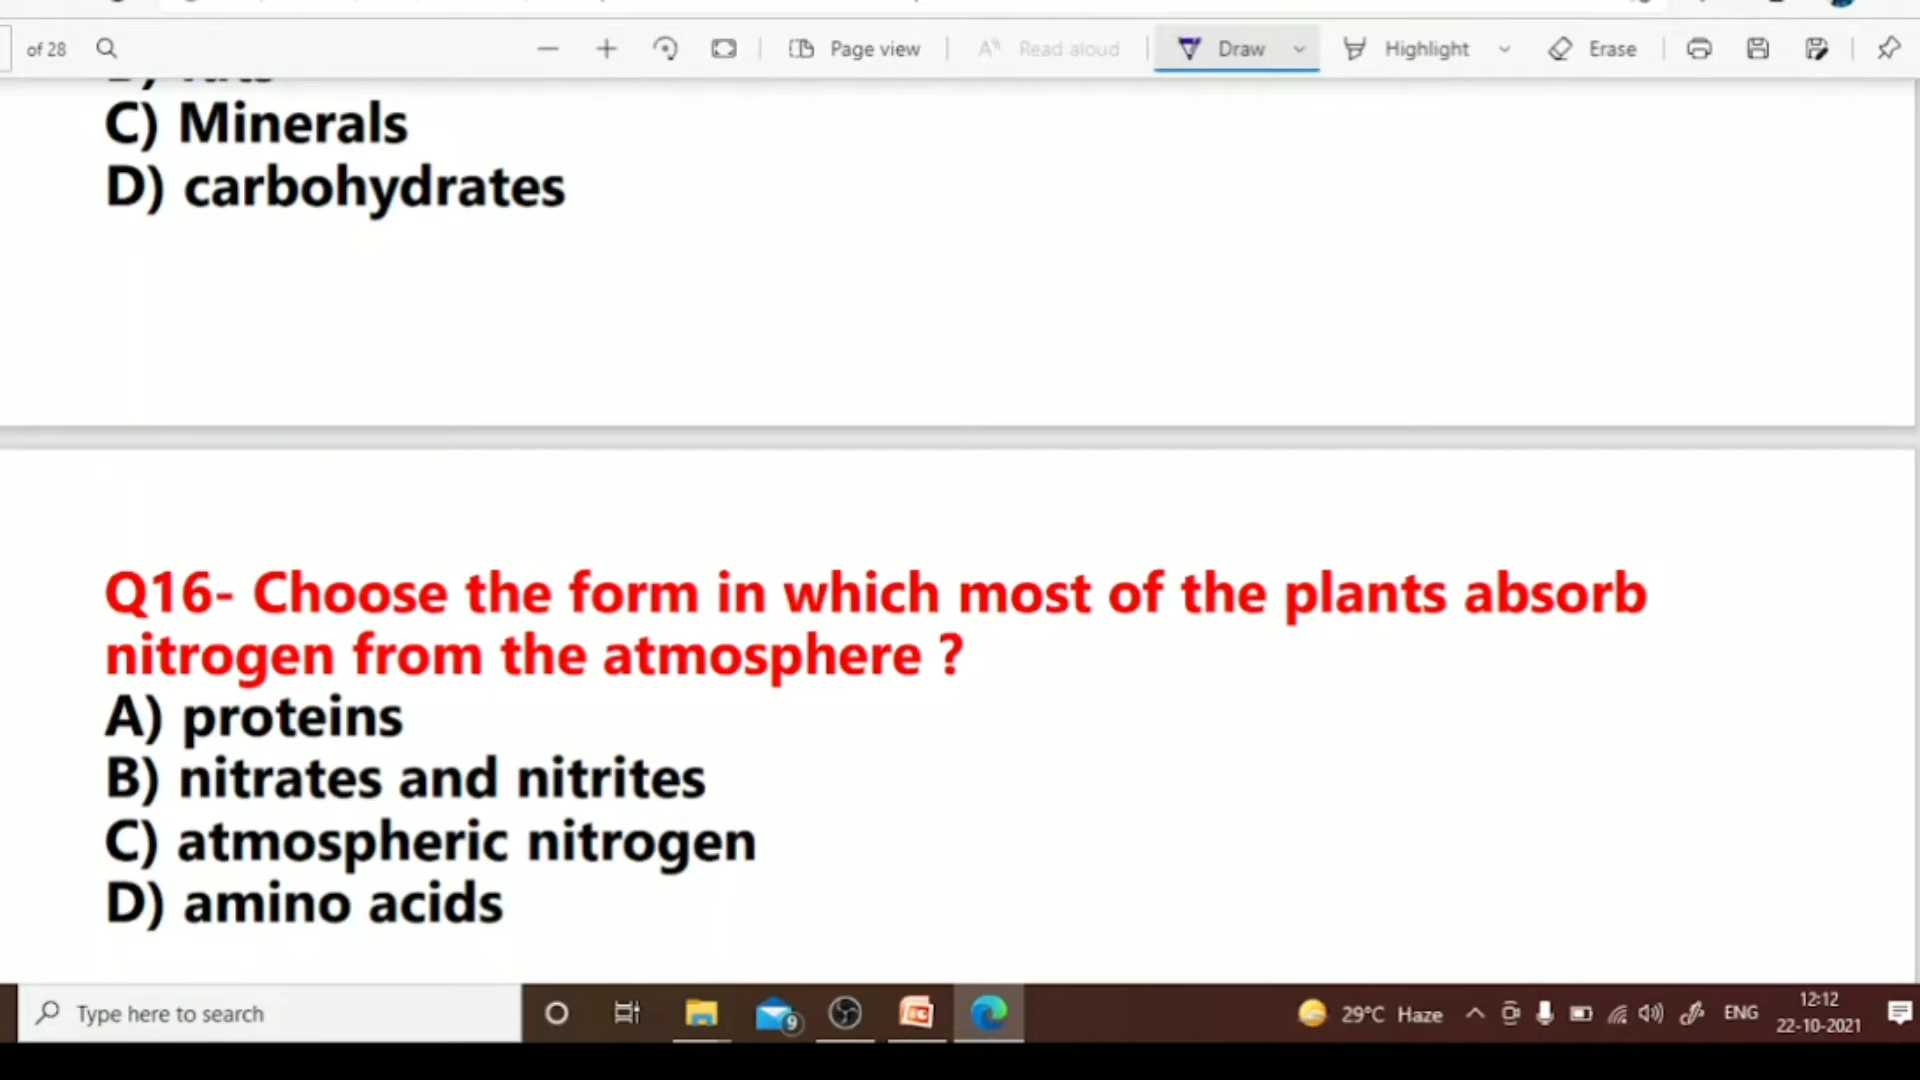 of 28
Page view
Read aloud
Draw
Highlight
Erase
C) Minerals
D) carbohydrates
Q16- Choose the form in which most of the plants absorb
nitrogen from the atmosphere ?
A) proteins
B) nitrates and nitrites
C) atmospheric nitrogen
D) amino acids
Type here to search
9
29°C Haze
ENG
12:12
22-10-2021